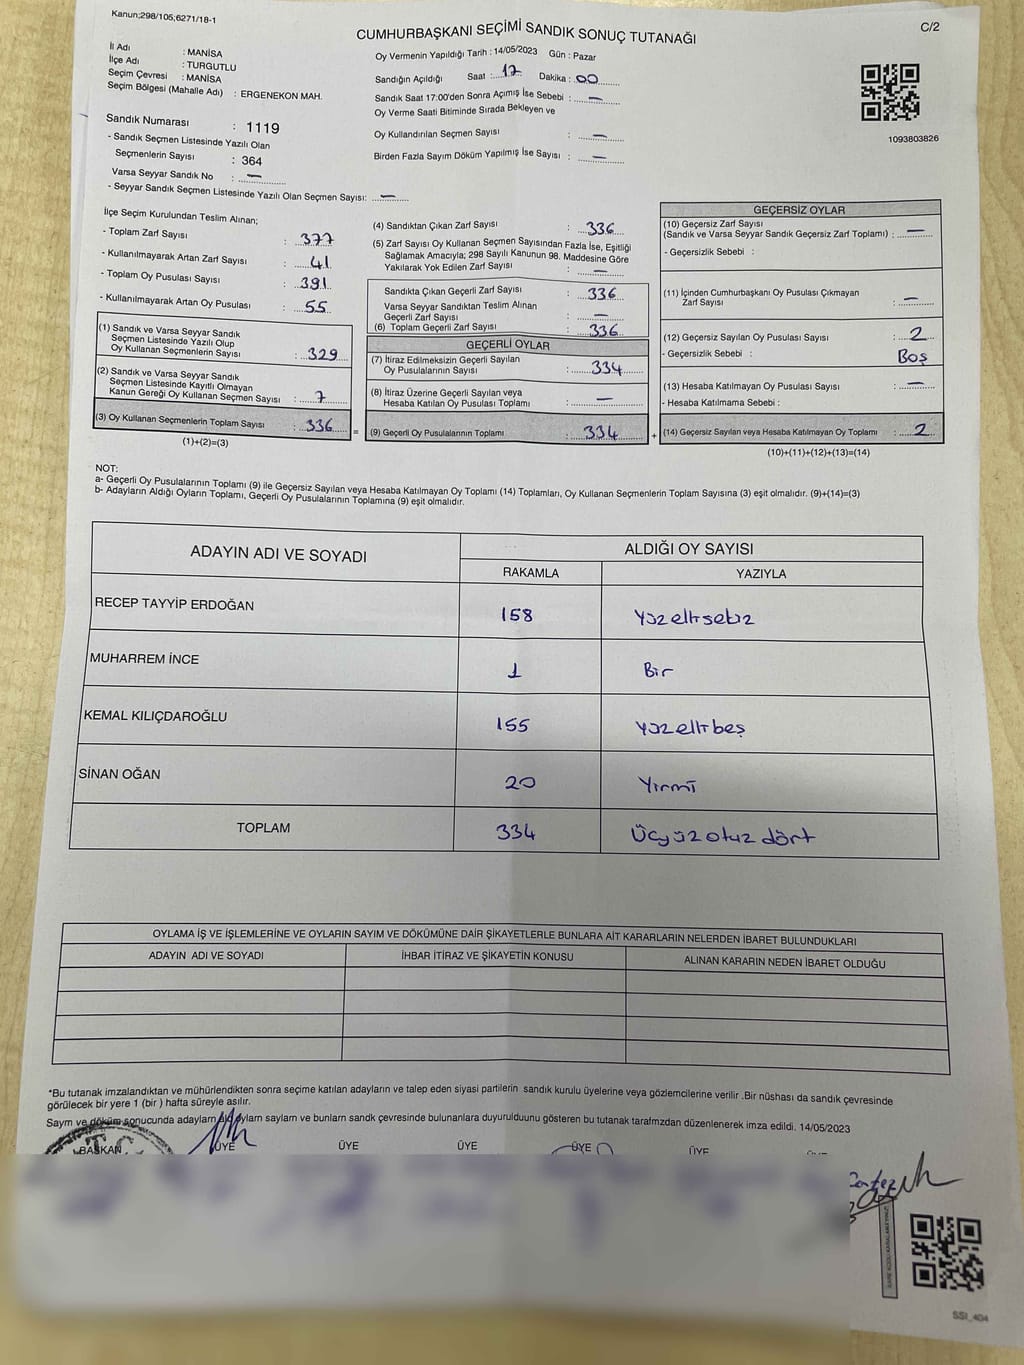 Kanun;298/105;6271/18-1
C/2
CUMHURBAŞKANI SEÇİMİ SANDIK SONUÇ TUTANAĞI
İl Adı : MANİSA
İlçe Adı : TURGUTLU
Seçim Çevresi : MANİSA
Seçim Bölgesi (Mahalle Adı) : ERGENEKON MAH.
Sandık Numarası : 1119
- Sandık Seçmen Listesinde Yazılı Olan
Seçmenlerin Sayısı : 364
Varsa Seyyar Sandık No : —
- Seyyar Sandık Seçmen Listesinde Yazılı Olan Seçmen Sayısı: —
Oy Vermenin Yapıldığı Tarih : 14/05/2023 Gün : Pazar
Sandığın Açıldığı Saat : 17 Dakika : 00
Sandık Saat 17:00'den Sonra Açımış İse Sebebi : —
Oy Verme Saati Bitiminde Sırada Bekleyen ve
Oy Kullandırılan Seçmen Sayısı : —
Birden Fazla Sayım Döküm Yapılmış İse Sayısı : —
1093803826
İlçe Seçim Kurulundan Teslim Alınan;
- Toplam Zarf Sayısı : 377
- Kullanılmayarak Artan Zarf Sayısı : 41
- Toplam Oy Pusulası Sayısı : 391
- Kullanılmayarak Artan Oy Pusulası : 55
(1) Sandık ve Varsa Seyyar Sandık
Seçmen Listesinde Yazılı Olup
Oy Kullanan Seçmenlerin Sayısı : 329
(2) Sandık ve Varsa Seyyar Sandık
Seçmen Listesinde Kayıtlı Olmayan
Kanun Gereği Oy Kullanan Seçmen Sayısı : 7
(3) Oy Kullanan Seçmenlerin Toplam Sayısı : 336
(1)+(2)=(3)
=
(4) Sandıktan Çıkan Zarf Sayısı : 336
(5) Zarf Sayısı Oy Kullanan Seçmen Sayısından Fazla İse, Eşitliği
Sağlamak Amacıyla; 298 Sayılı Kanunun 98. Maddesine Göre
Yakılarak Yok Edilen Zarf Sayısı : —
Sandıkta Çıkan Geçerli Zarf Sayısı : 336
Varsa Seyyar Sandıktan Teslim Alınan
Geçerli Zarf Sayısı : —
(6) Toplam Geçerli Zarf Sayısı : 336
GEÇERLİ OYLAR
(7) İtiraz Edilmeksizin Geçerli Sayılan
Oy Pusulalarının Sayısı : 334
(8) İtiraz Üzerine Geçerli Sayılan veya
Hesaba Katılan Oy Pusulası Toplamı : —
(9) Geçerli Oy Pusulalarının Toplamı : 334
+
GEÇERSİZ OYLAR
(10) Geçersiz Zarf Sayısı
(Sandık ve Varsa Seyyar Sandık Geçersiz Zarf Toplamı) : —
- Geçersizlik Sebebi :
(11) İçinden Cumhurbaşkanı Oy Pusulası Çıkmayan
Zarf Sayısı : —
(12) Geçersiz Sayılan Oy Pusulası Sayısı : 2
- Geçersizlik Sebebi : Boş
(13) Hesaba Katılmayan Oy Pusulası Sayısı : —
- Hesaba Katılmama Sebebi :
(14) Geçersiz Sayılan veya Hesaba Katılmayan Oy Toplamı : 2
(10)+(11)+(12)+(13)=(14)
NOT:
a- Geçerli Oy Pusulalarının Toplamı (9) ile Geçersiz Sayılan veya Hesaba Katılmayan Oy Toplamı (14) Toplamları, Oy Kullanan Seçmenlerin Toplam Sayısına (3) eşit olmalıdır. (9)+(14)=(3)
b- Adayların Aldığı Oyların Toplamı, Geçerli Oy Pusulalarının Toplamına (9) eşit olmalıdır.
ADAYIN ADI VE SOYADI
ALDIĞI OY SAYISI
RAKAMLA YAZIYLA
RECEP TAYYİP ERDOĞAN 158 Yüzellisekiz
MUHARREM İNCE 1 Bir
KEMAL KILIÇDAROĞLU 155 Yüzellibeş
SİNAN OĞAN 20 Yirmi
TOPLAM 334 Üçyüzotuz dört
OYLAMA İŞ VE İŞLEMLERİNE VE OYLARIN SAYIM VE DÖKÜMÜNE DAİR ŞİKAYETLERLE BUNLARA AİT KARARLARIN NELERDEN İBARET BULUNDUKLARI
ADAYIN ADI VE SOYADI İHBAR İTİRAZ VE ŞİKAYETİN KONUSU ALINAN KARARIN NEDEN İBARET OLDUĞU
*Bu tutanak imzalandıktan ve mühürlendikten sonra seçime katılan adayların ve talep eden siyasi partilerin sandık kurulu üyelerine veya gözlemcilerine verilir .Bir nüshası da sandık çevresinde
görülecek bir yere 1 (bir ) hafta süreyle asılır.
Saym ve döküm sonucunda adaylarn ald oylarn saylarn ve bunlarn sandk çevresinde bulunanlara duyurulduunu gösteren bu tutanak tarafmzdan düzenlenerek imza edildi. 14/05/2023
BAŞKAN ÜYE ÜYE ÜYE ÜYE ÜYE
SSI_404